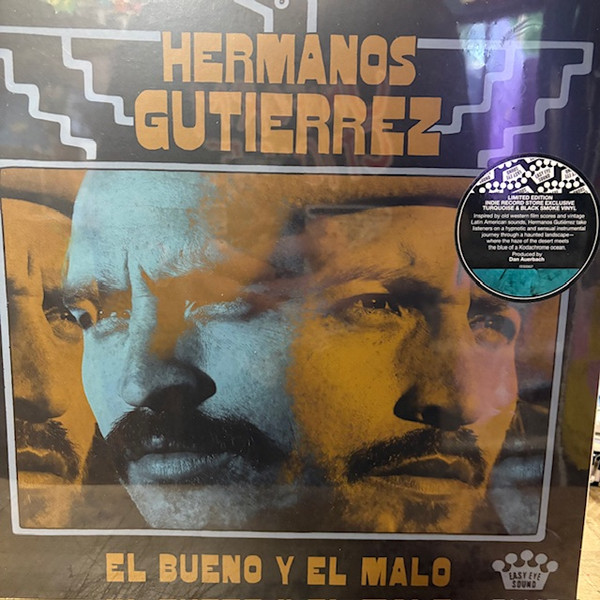 HERMANOS
GUTIERREZ
LIMITED EDITION
INDIE RECORD STORE EXCLUSIVE
TURQUOISE & BLACK SMOKE VINYL
Inspired by old western film scores and vintage
Latin American sounds, Hermanos Gutiérrez take
listeners on a hypnotic and sensual instrumental
journey through a haunted landscape—
where the haze of the desert meets
the blue of a Kodachrome ocean.
Produced by
Dan Auerbach
EL BUENO Y EL MALO
EASY EYE
SOUND